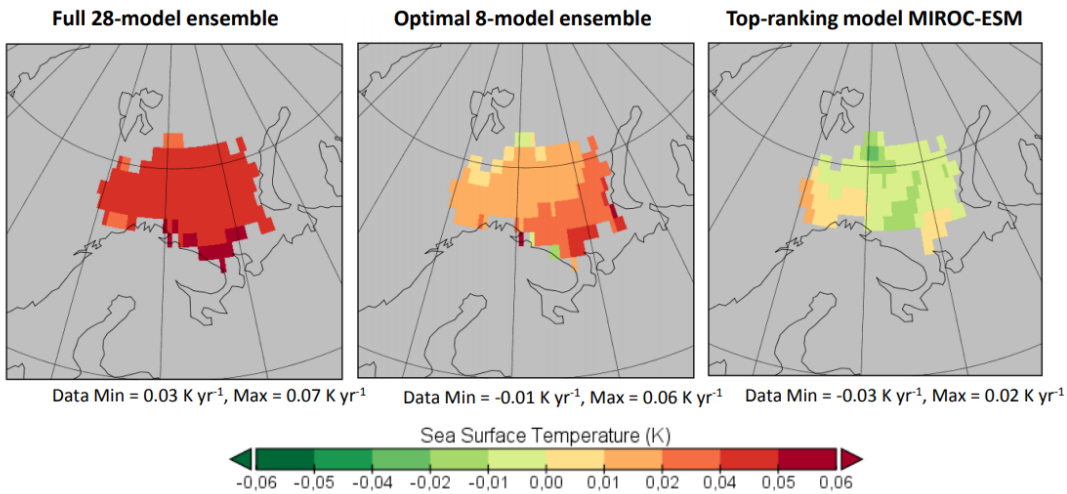 Full 28-model ensemble
Optimal 8-model ensemble
Top-ranking model MIROC-ESM
Data Min = 0.03 K yr⁻¹, Max = 0.07 K yr⁻¹
Data Min = -0.01 K yr⁻¹, Max = 0.06 K yr⁻¹
Data Min = -0.03 K yr⁻¹, Max = 0.02 K yr⁻¹
Sea Surface Temperature (K)
-0,06 -0,05 -0,04 -0,02 -0,01 0,00 0,01 0,02 0,04 0,05 0,06